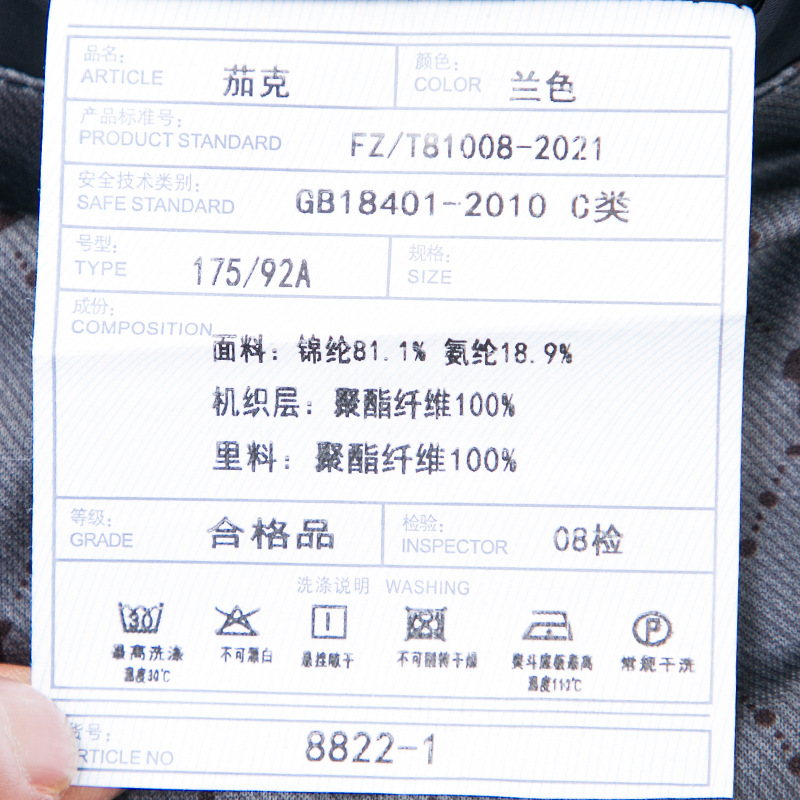 品名: 颜色:
ARTICLE 茄克 COLOR 兰色
产品标准号:
PRODUCT STANDARD FZ/T81008-2021
安全技术类别:
SAFE STANDARD GB18401-2010 C类
号型: 规格:
TYPE 175/92A SIZE
成份:
COMPOSITION
面料: 锦纶81.1% 氨纶18.9%
机织层: 聚酯纤维100%
里料: 聚酯纤维100%
等级: 检验:
GRADE 合格品 INSPECTOR 08检
洗涤说明 WASHING
30 P
最高洗涤 不可漂白 悬挂晾干 不可翻转干燥 熨斗底板最高 常规干洗
温度30℃ 温度110℃
货号:
RTICLE NO 8822-1